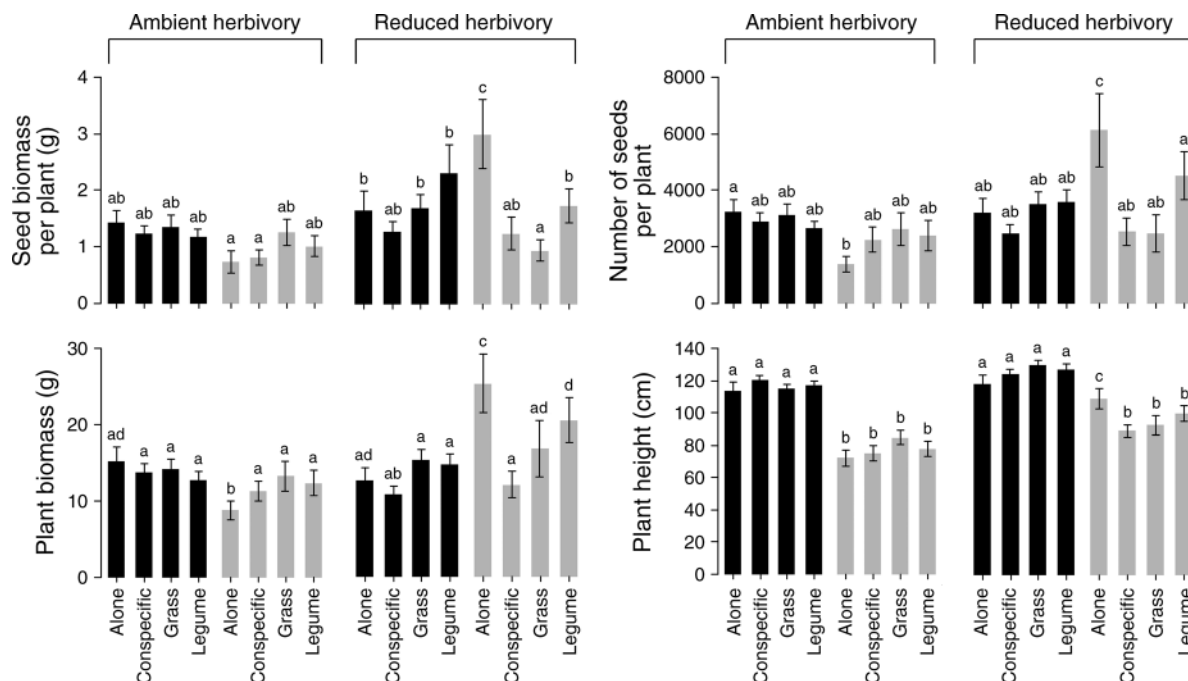 Ambient herbivory Reduced herbivory Ambient herbivory Reduced herbivory
Seed biomass
per plant (g)
4
3
2
1
0
ab ab ab ab a a ab ab
b ab b b c ab a b
Number of seeds
per plant
8000
6000
4000
2000
0
a ab ab ab b ab ab ab
ab ab ab ab c ab ab a
Plant biomass (g)
30
20
10
0
ad a a a b a a a
ad ab a a c a ad d
Alone Conspecific Grass Legume Alone Conspecific Grass Legume
Alone Conspecific Grass Legume Alone Conspecific Grass Legume
Plant height (cm)
140
120
100
80
60
40
20
0
a a a a b b b b
a a a a c b b b
Alone Conspecific Grass Legume Alone Conspecific Grass Legume
Alone Conspecific Grass Legume Alone Conspecific Grass Legume